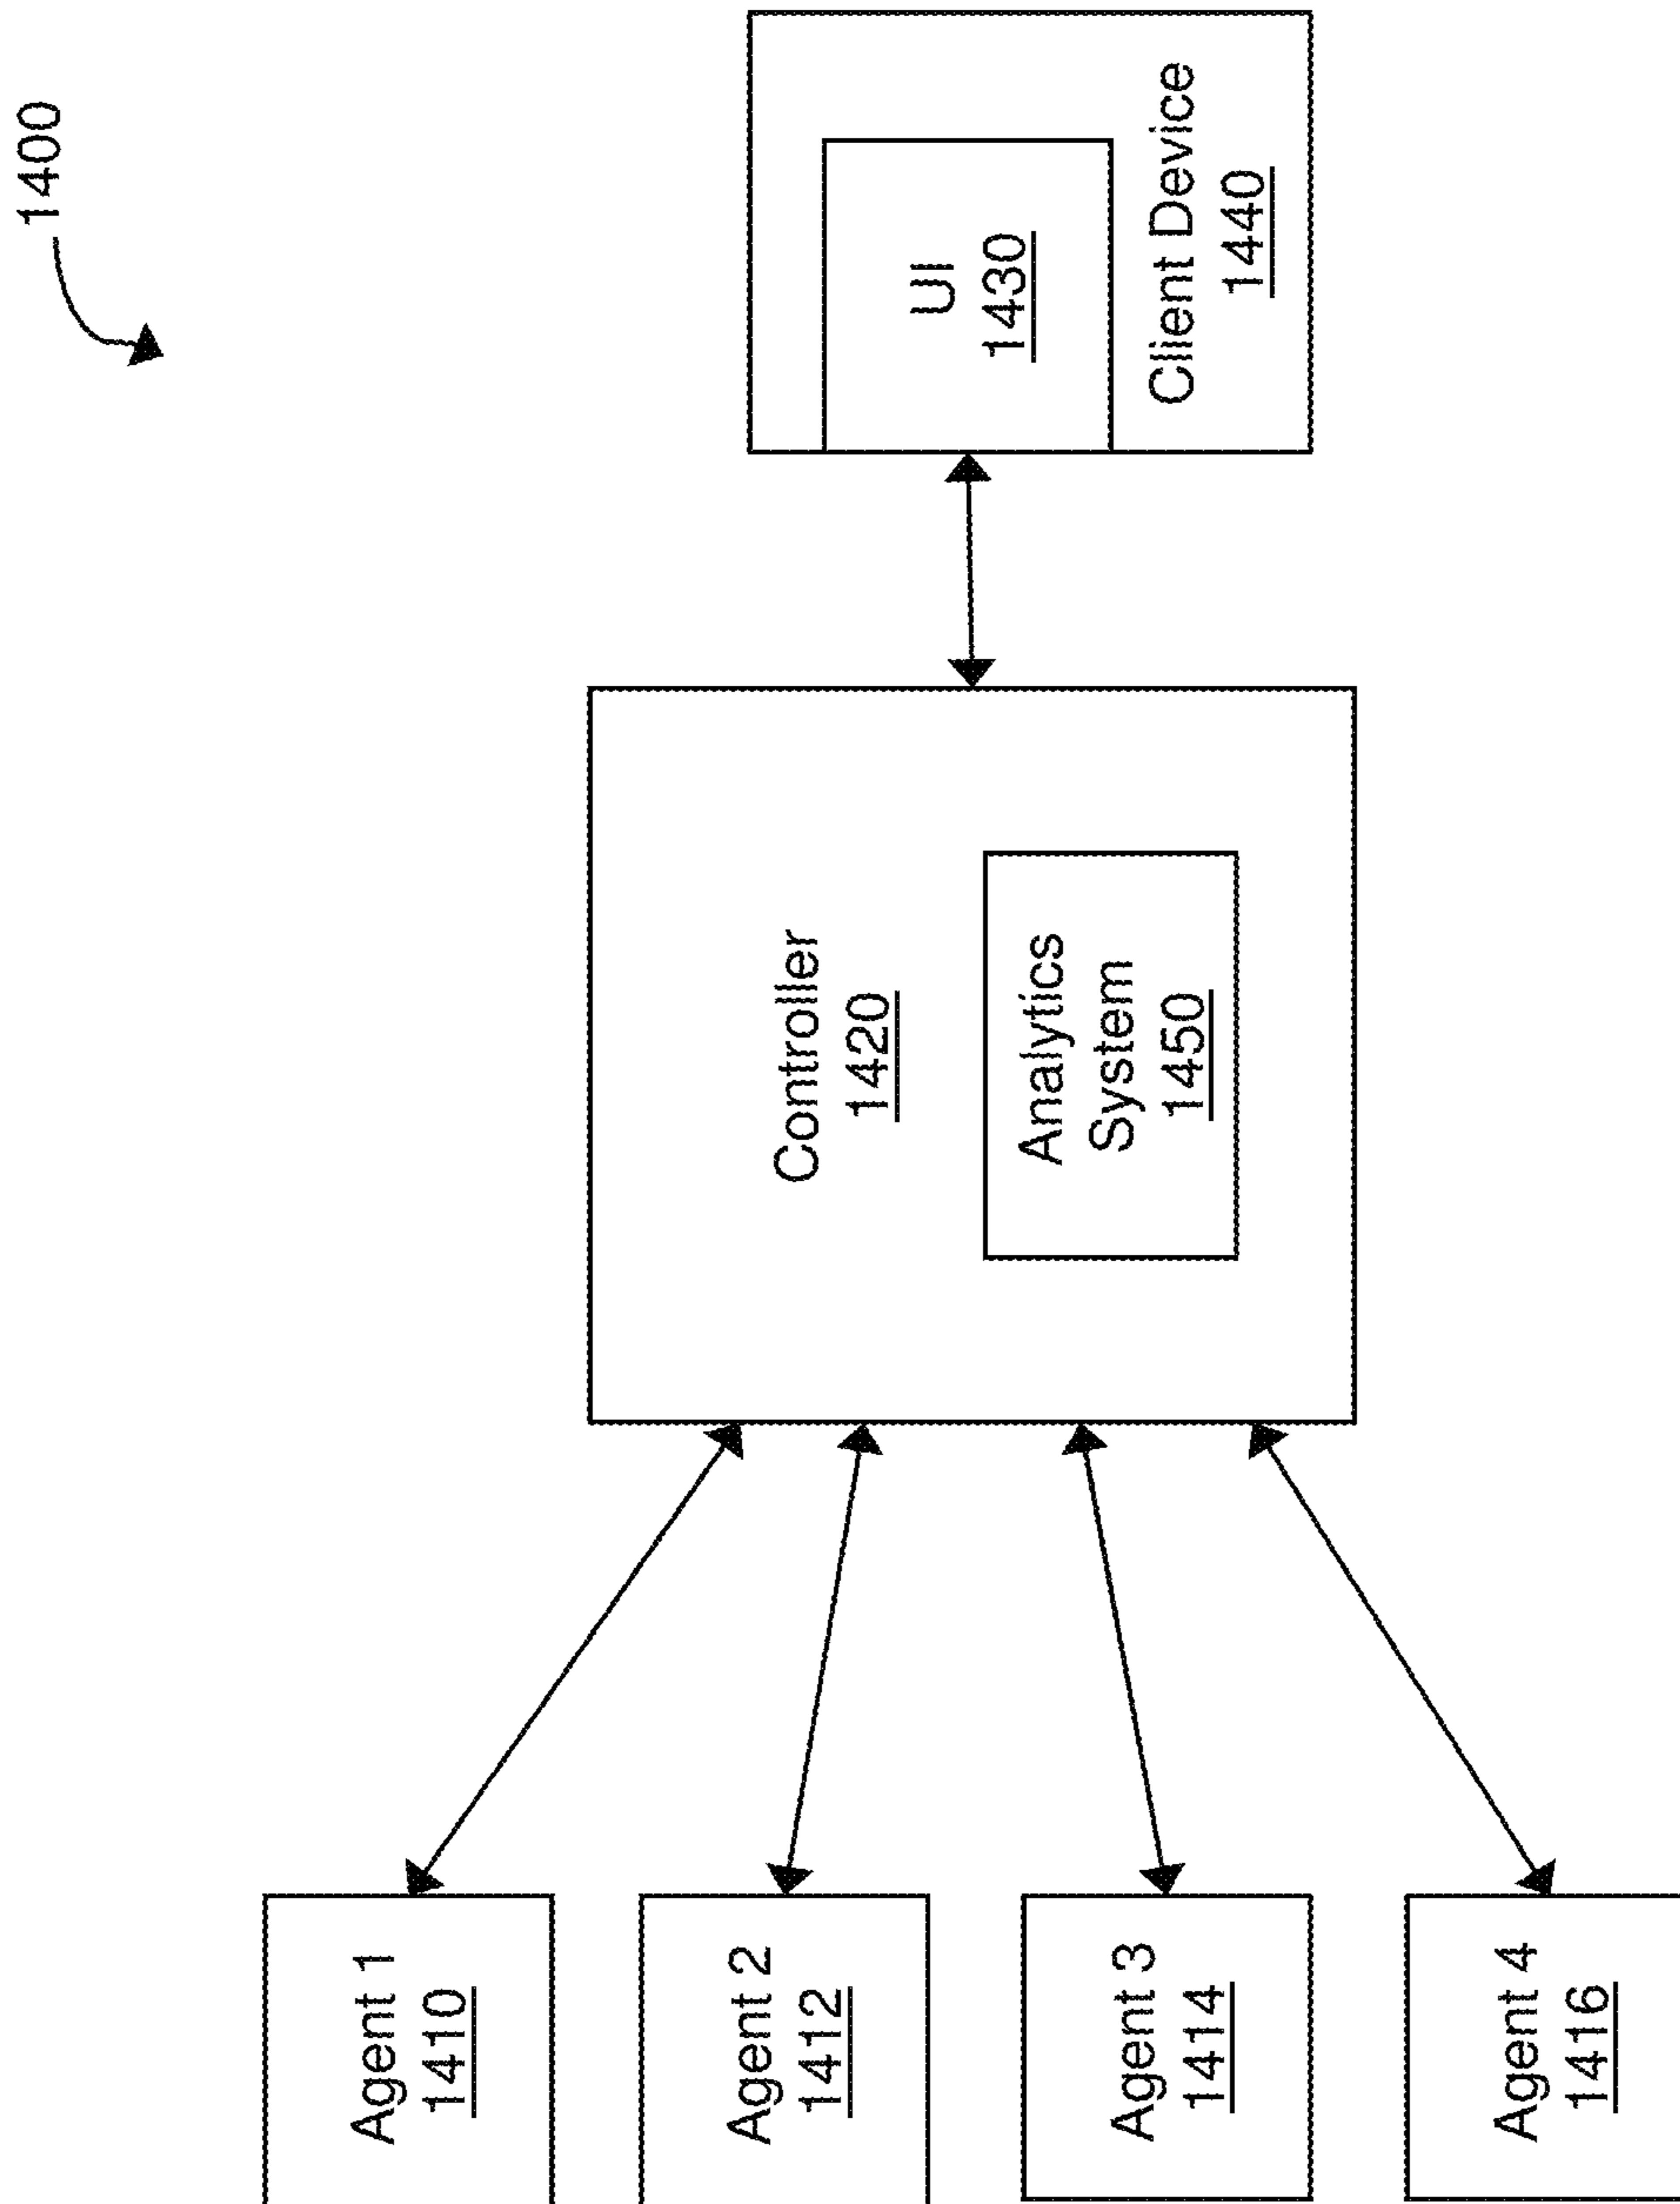 1400
Agent 1
1410
Agent 2
1412
Agent 3
1414
Agent 4
1416
Controller
1420
Analytics
System
1450
UI
1430
Client Device
1440